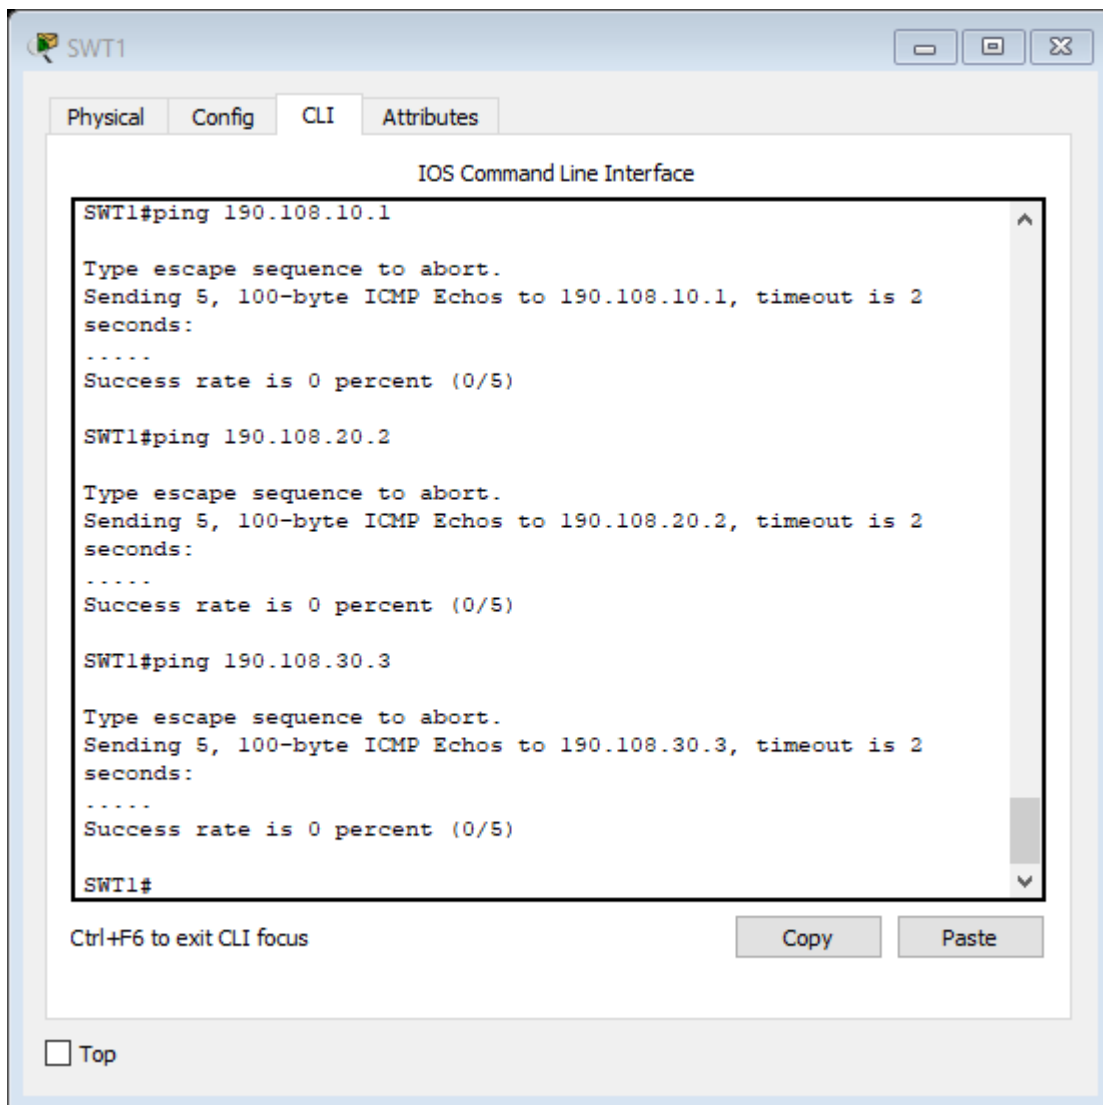 SWT1
Physical Config CLI Attributes
IOS Command Line Interface
SWT1#ping 190.108.10.1
Type escape sequence to abort.
Sending 5, 100-byte ICMP Echos to 190.108.10.1, timeout is 2
seconds:
.....
Success rate is 0 percent (0/5)
SWT1#ping 190.108.20.2
Type escape sequence to abort.
Sending 5, 100-byte ICMP Echos to 190.108.20.2, timeout is 2
seconds:
.....
Success rate is 0 percent (0/5)
SWT1#ping 190.108.30.3
Type escape sequence to abort.
Sending 5, 100-byte ICMP Echos to 190.108.30.3, timeout is 2
seconds:
.....
Success rate is 0 percent (0/5)
SWT1#
Ctrl+F6 to exit CLI focus Copy Paste
Top